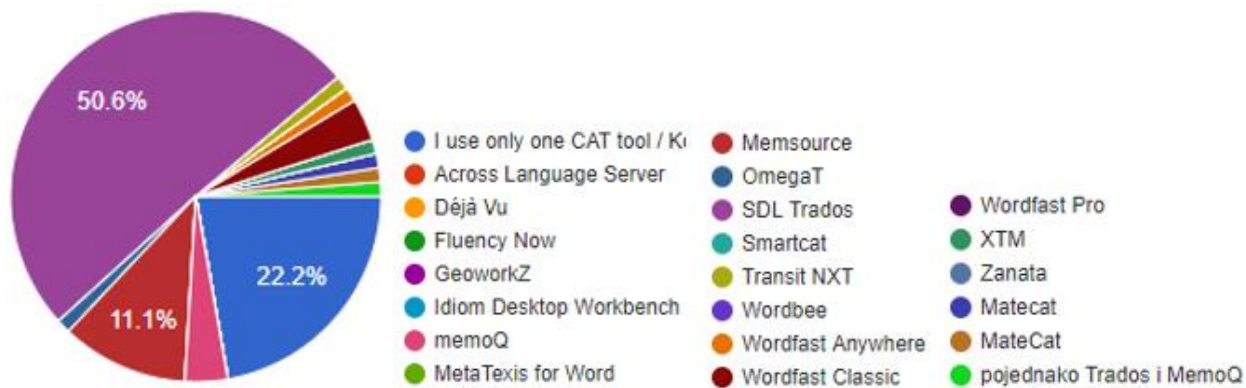 50.6%
22.2%
11.1%
I use only one CAT tool /
Across Language Server
Déjà Vu
Fluency Now
GeoworkZ
Idiom Desktop Workbench
memoQ
MetaTexis for Word
Memsource
OmegaT
SDL Trados
Smartcat
Transit NXT
Wordbee
Wordfast Anywhere
Wordfast Classic
Wordfast Pro
XTM
Zanata
Matecat
MateCat
pojednako Trados i MemoQ